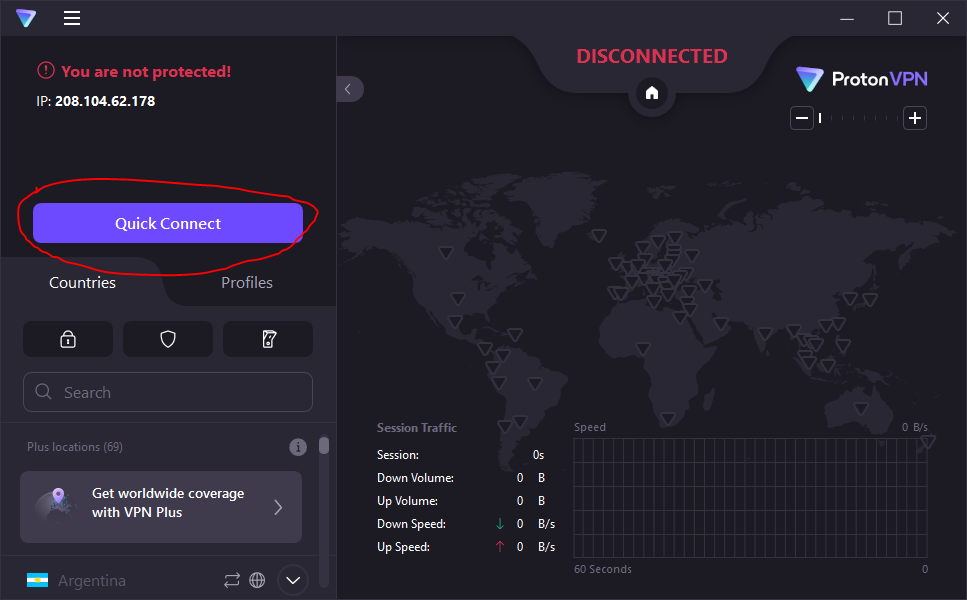 You are not protected!
IP: 208.104.62.178
Quick Connect
Countries
Profiles
Search
Plus locations (69)
Get worldwide coverage
with VPN Plus
Argentina
DISCONNECTED
ProtonVPN
Session Traffic
Session: 0s
Down Volume: 0 B
Up Volume: 0 B
Down Speed: 0 B/s
Up Speed: 0 B/s
Speed 0 B/s
60 Seconds 0